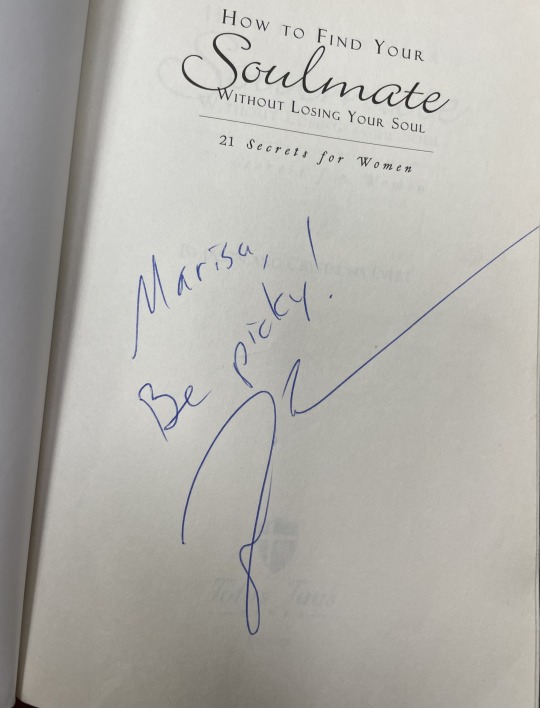 How to Find Your
Soulmate
Without Losing Your Soul
21 Secrets for Women
Marisa,
Be picky!